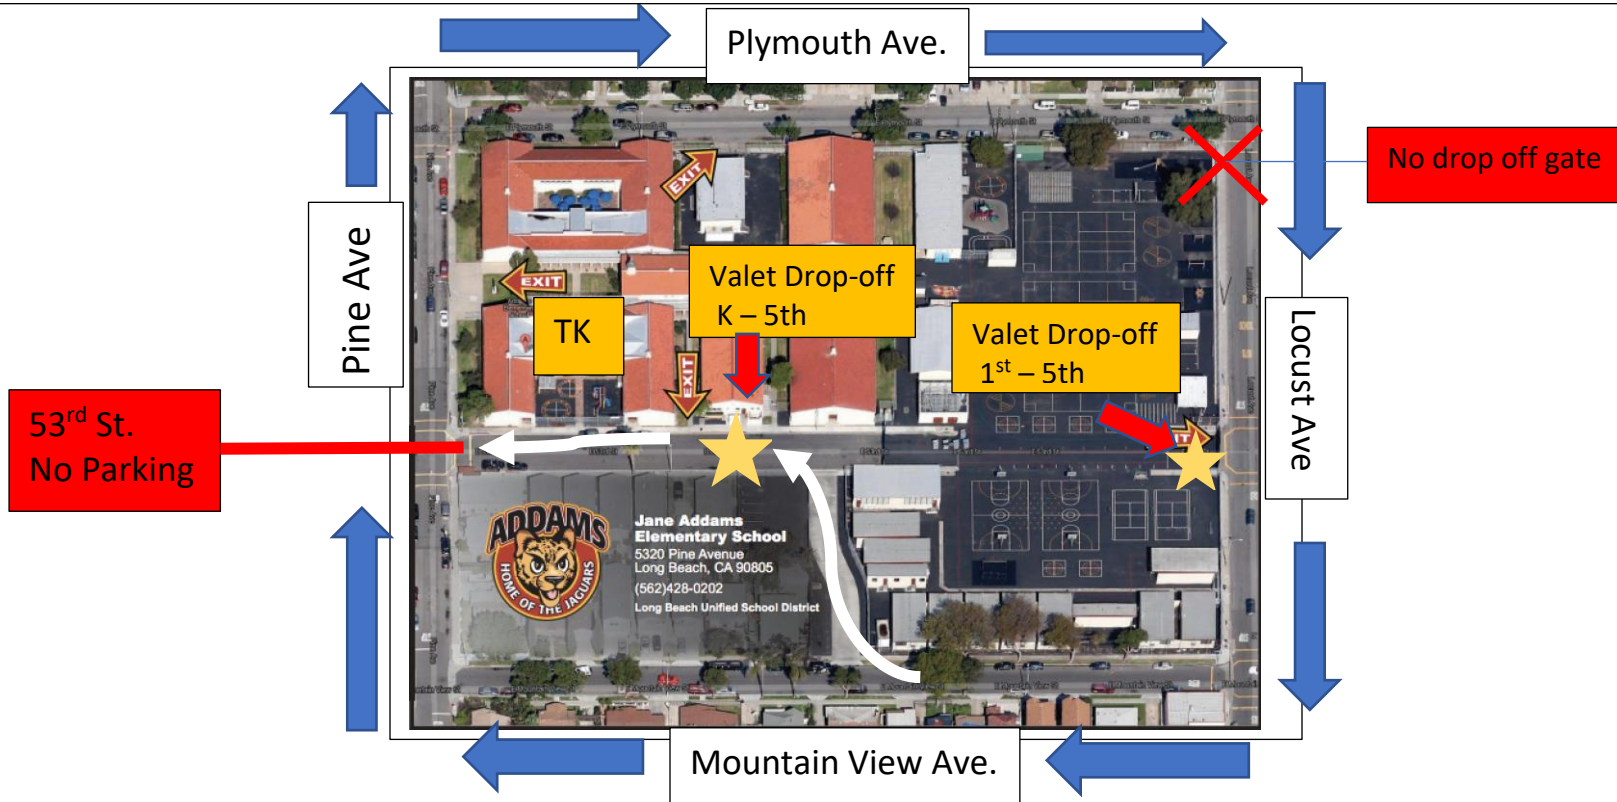 Plymouth Ave.
No drop off gate
Pine Ave
EXIT
EXIT
Valet Drop-off
K – 5th
TK
EXIT
Valet Drop-off
1st – 5th
Locust Ave
53rd St.
No Parking
ADDAMS
HOME OF THE JAGUARS
Jane Addams
Elementary School
5320 Pine Avenue
Long Beach, CA 90805
(562)428-0202
Long Beach Unified School District
Mountain View Ave.